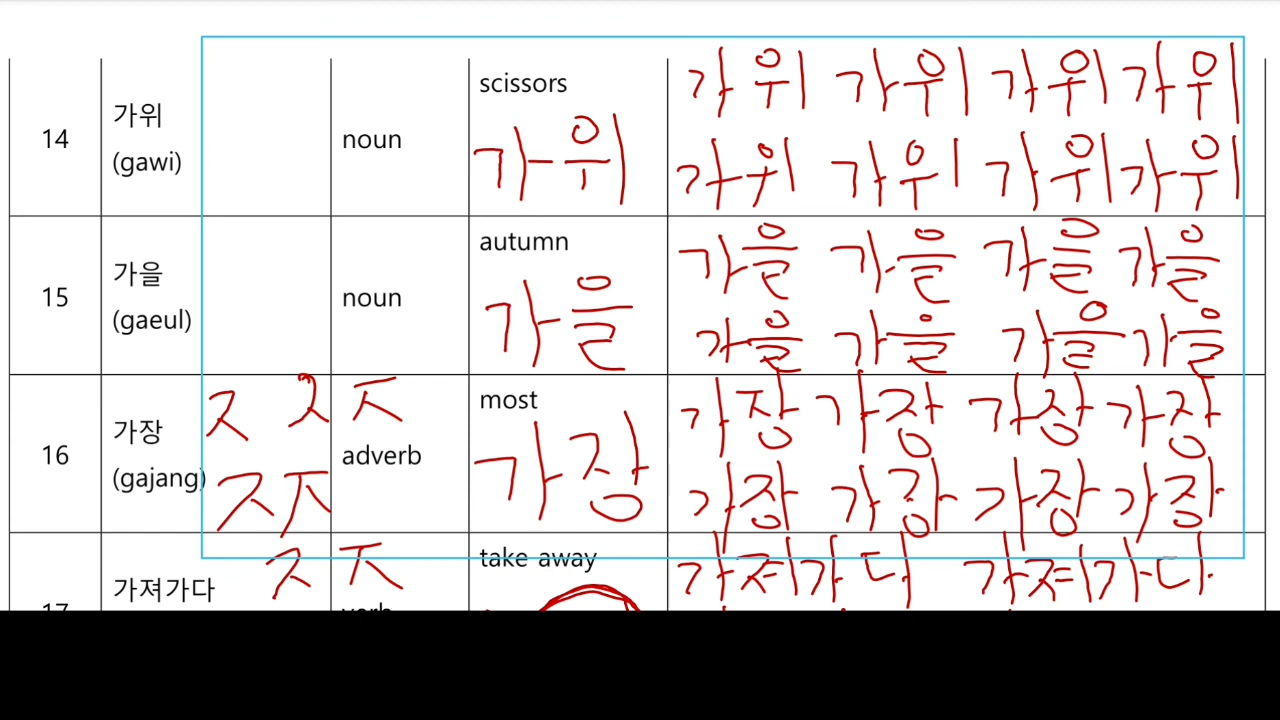 14 가위 (gawi) noun scissors
가위 가위 가위 가위 가위
가위 가위 가위 가위
15 가을 (gaeul) noun autumn
가을 가을 가을 가을 가을
가을 가을 가을 가을
16 가장 (gajang) adverb most
ㅈ ㅈ ㅈ
ㅈ ㅈ
가장 가장 가장 가장 가장
가장 가장 가장 가장
가져가다 take away
ㅈ ㅈ
가져가다 가져가다